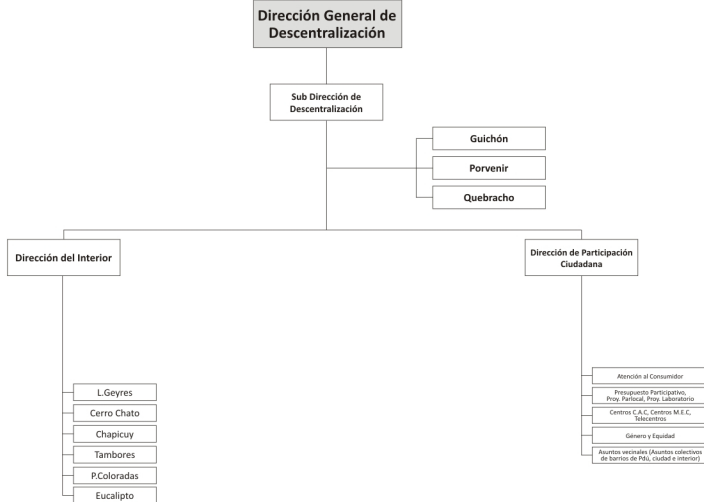 Dirección General de
Descentralización
Sub Dirección de
Descentralización
Guichón
Porvenir
Quebracho
Dirección del Interior
Dirección de Participación
Ciudadana
L.Geyres
Cerro Chato
Chapicuy
Tambores
P.Coloradas
Eucalipto
Atención al Consumidor
Presupuesto Participativo,
Proy. Parlocal, Proy. Laboratorio
Centros C.A.C, Centros M.E.C,
Telecentros
Género y Equidad
Asuntos vecinales (Asuntos colectivos
de barrios de Pdú, ciudad e interior)